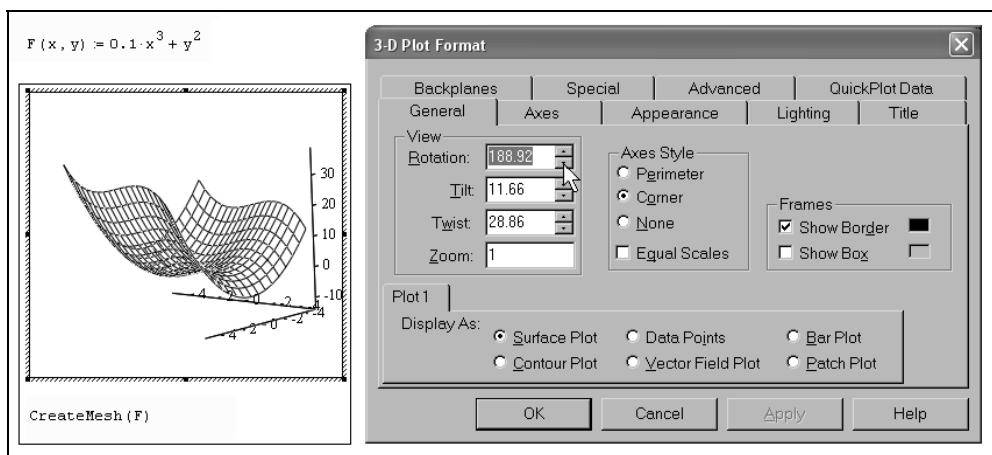 F(x, y) := 0.1·x³ + y²
30
20
10
0
-10
-4 -2 0 2 4
-4 -2 0 -2 -4
CreateMesh(F)
3-D Plot Format
Backplanes Special Advanced QuickPlot Data
General Axes Appearance Lighting Title
View
Rotation: 188.92
Tilt: 11.66
Twist: 28.86
Zoom: 1
Axes Style
Perimeter
Corner
None
Equal Scales
Frames
Show Border
Show Box
Plot 1
Display As:
Surface Plot Data Points Bar Plot
Contour Plot Vector Field Plot Patch Plot
OK Cancel Apply Help